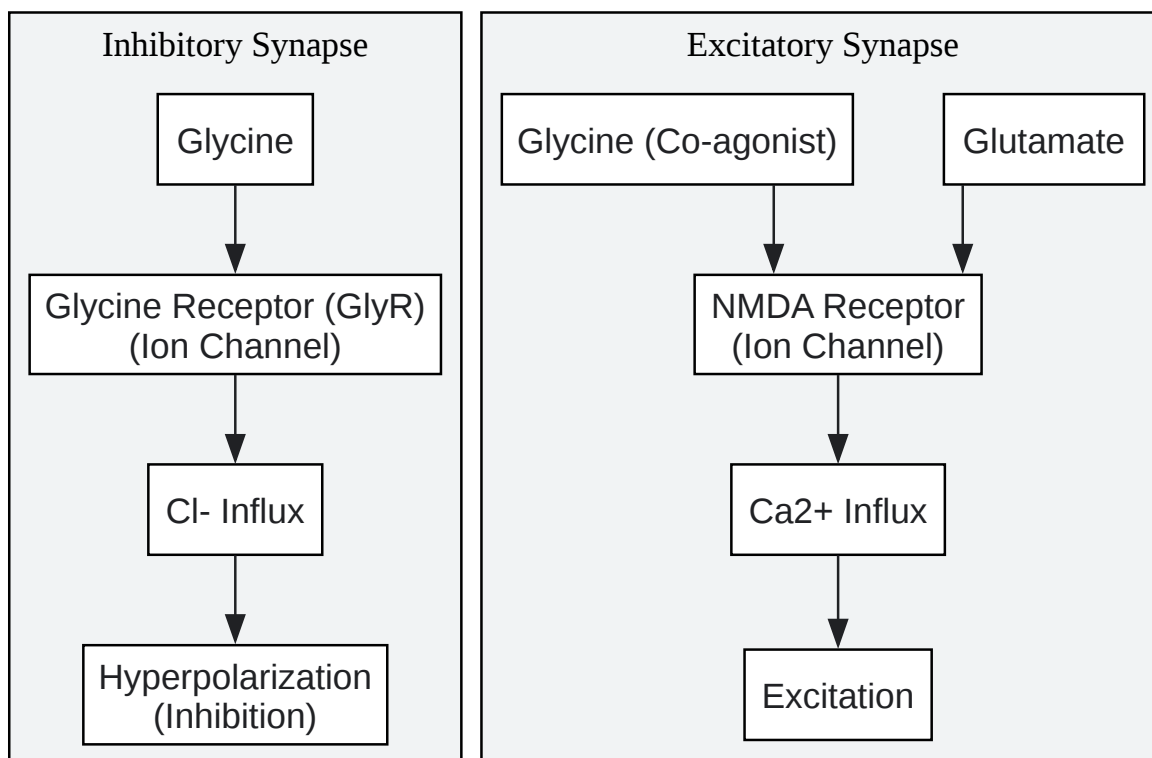 Inhibitory Synapse
Glycine
Glycine Receptor (GlyR)
(Ion Channel)
Cl- Influx
Hyperpolarization
(Inhibition)
Excitatory Synapse
Glycine (Co-agonist)
Glutamate
NMDA Receptor
(Ion Channel)
Ca2+ Influx
Excitation